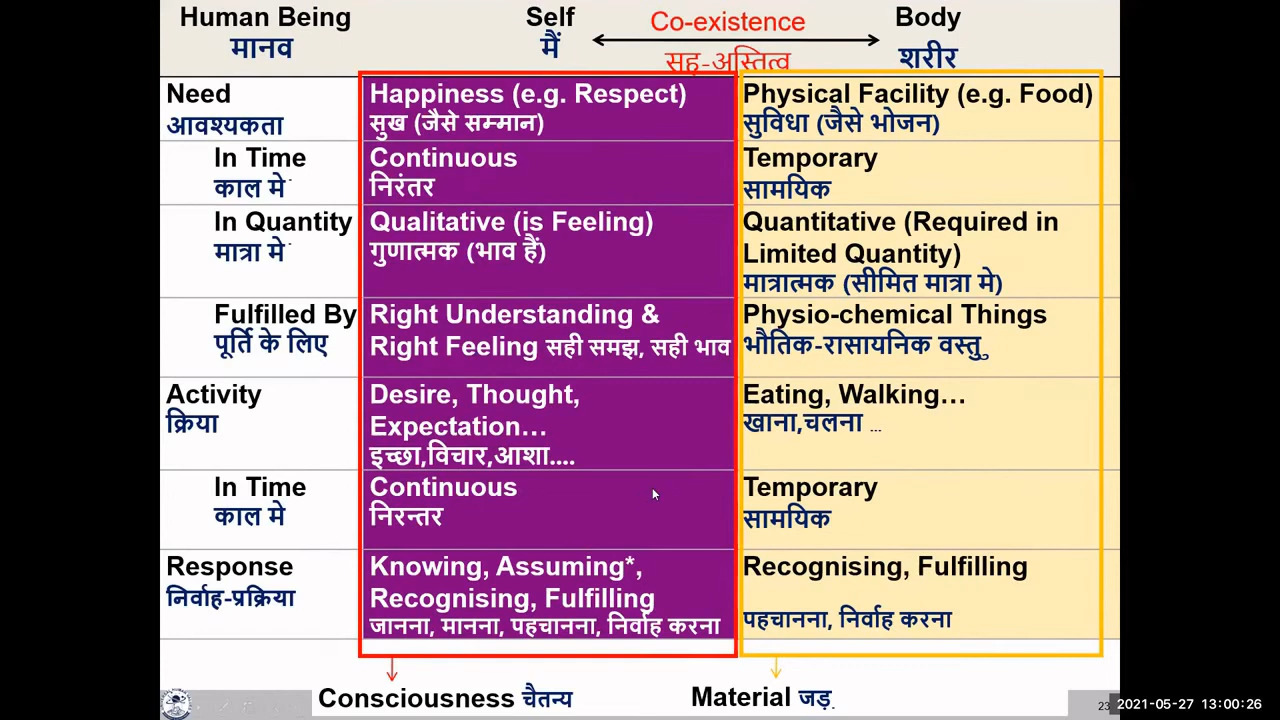 Human Being Self Co-existence Body
मानव मैं सह-अस्तित्व शरीर
Need Happiness (e.g. Respect) Physical Facility (e.g. Food)
आवश्यकता सुख (जैसे सम्मान) सुविधा (जैसे भोजन)
In Time Continuous Temporary
काल मे निरंतर सामयिक
In Quantity Qualitative (is Feeling) Quantitative (Required in
Limited Quantity)
मात्रा मे गुणात्मक (भाव हैं) मात्रात्मक (सीमित मात्रा मे)
Fulfilled By Right Understanding & Physio-chemical Things
पूर्ति के लिए Right Feeling सही समझ, सही भाव भौतिक-रासायनिक वस्तु
Activity Desire, Thought, Eating, Walking…
क्रिया Expectation… खाना,चलना ...
इच्छा,विचार,आशा....
In Time Continuous Temporary
काल मे निरन्तर सामयिक
Response Knowing, Assuming*, Recognising, Fulfilling
निर्वाह-प्रक्रिया Recognising, Fulfilling
जानना, मानना, पहचानना, निर्वाह करना पहचानना, निर्वाह करना
Consciousness चैतन्य Material जड़
23
2021-05-27 13:00:26